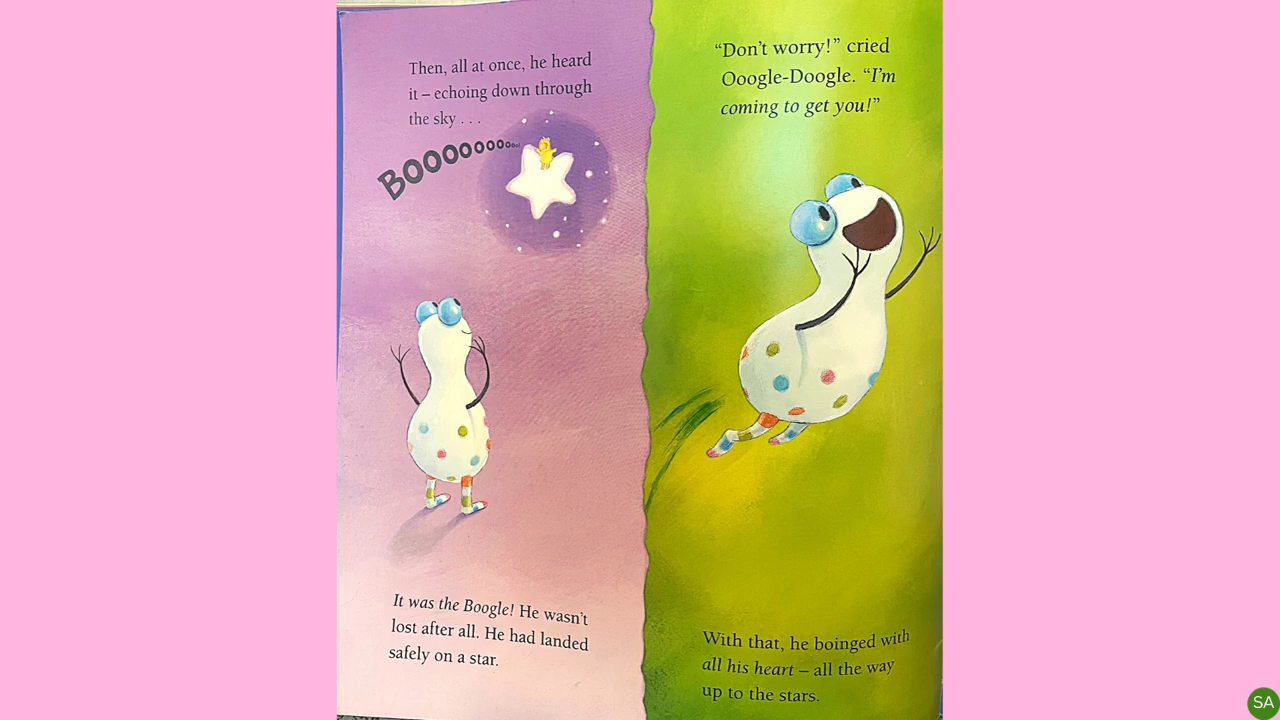 Then, all at once, he heard
it – echoing down through
the sky . . .
BOOOOOOOOOOO!
It was the Boogle! He wasn't
lost after all. He had landed
safely on a star.
“Don't worry!” cried
Ooogle-Doogle. “I'm
coming to get you!”
With that, he boinged with
all his heart – all the way
up to the stars.
SA